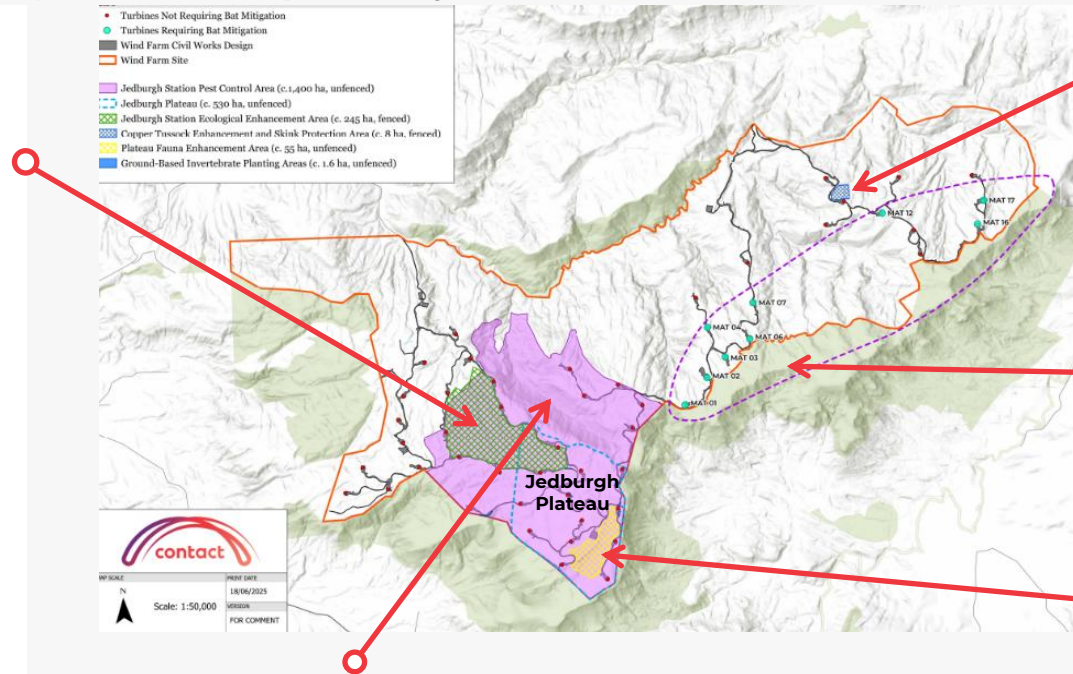 Turbines Not Requiring Bat Mitigation
Turbines Requiring Bat Mitigation
Wind Farm Civil Works Design
Wind Farm Site
Jedburgh Station Pest Control Area (c.1,400 ha, unfenced)
Jedburgh Plateau (c. 530 ha, unfenced)
Jedburgh Station Ecological Enhancement Area (c. 245 ha, fenced)
Copper Tussock Enhancement and Skink Protection Area (c. 8 ha, fenced)
Plateau Fauna Enhancement Area (c. 55 ha, unfenced)
Ground-Based Invertebrate Planting Areas (c. 1.6 ha, unfenced)
MAT 17
MAT 12
MAT 16
MAT 07
MAT 04
MAT 06
MAT 03
MAT 02
MAT 01
Jedburgh
Plateau
contact
MAP SCALE
PRINT DATE
N
18/06/2025
Scale: 1:50,000
VERSION
FOR COMMENT